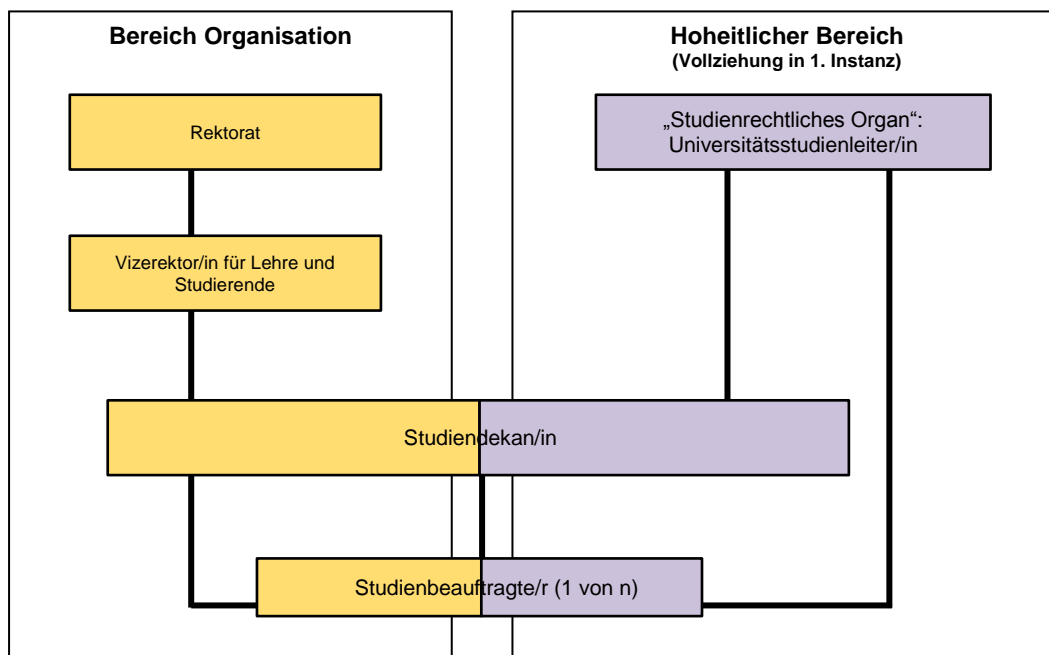 Bereich Organisation
Hoheitlicher Bereich
(Vollziehung in 1. Instanz)
Rektorat
„Studienrechtliches Organ“:
Universitätsstudienleiter/in
Vizerektor/in für Lehre und
Studierende
Studiendekan/in
Studienbeauftragte/r (1 von n)